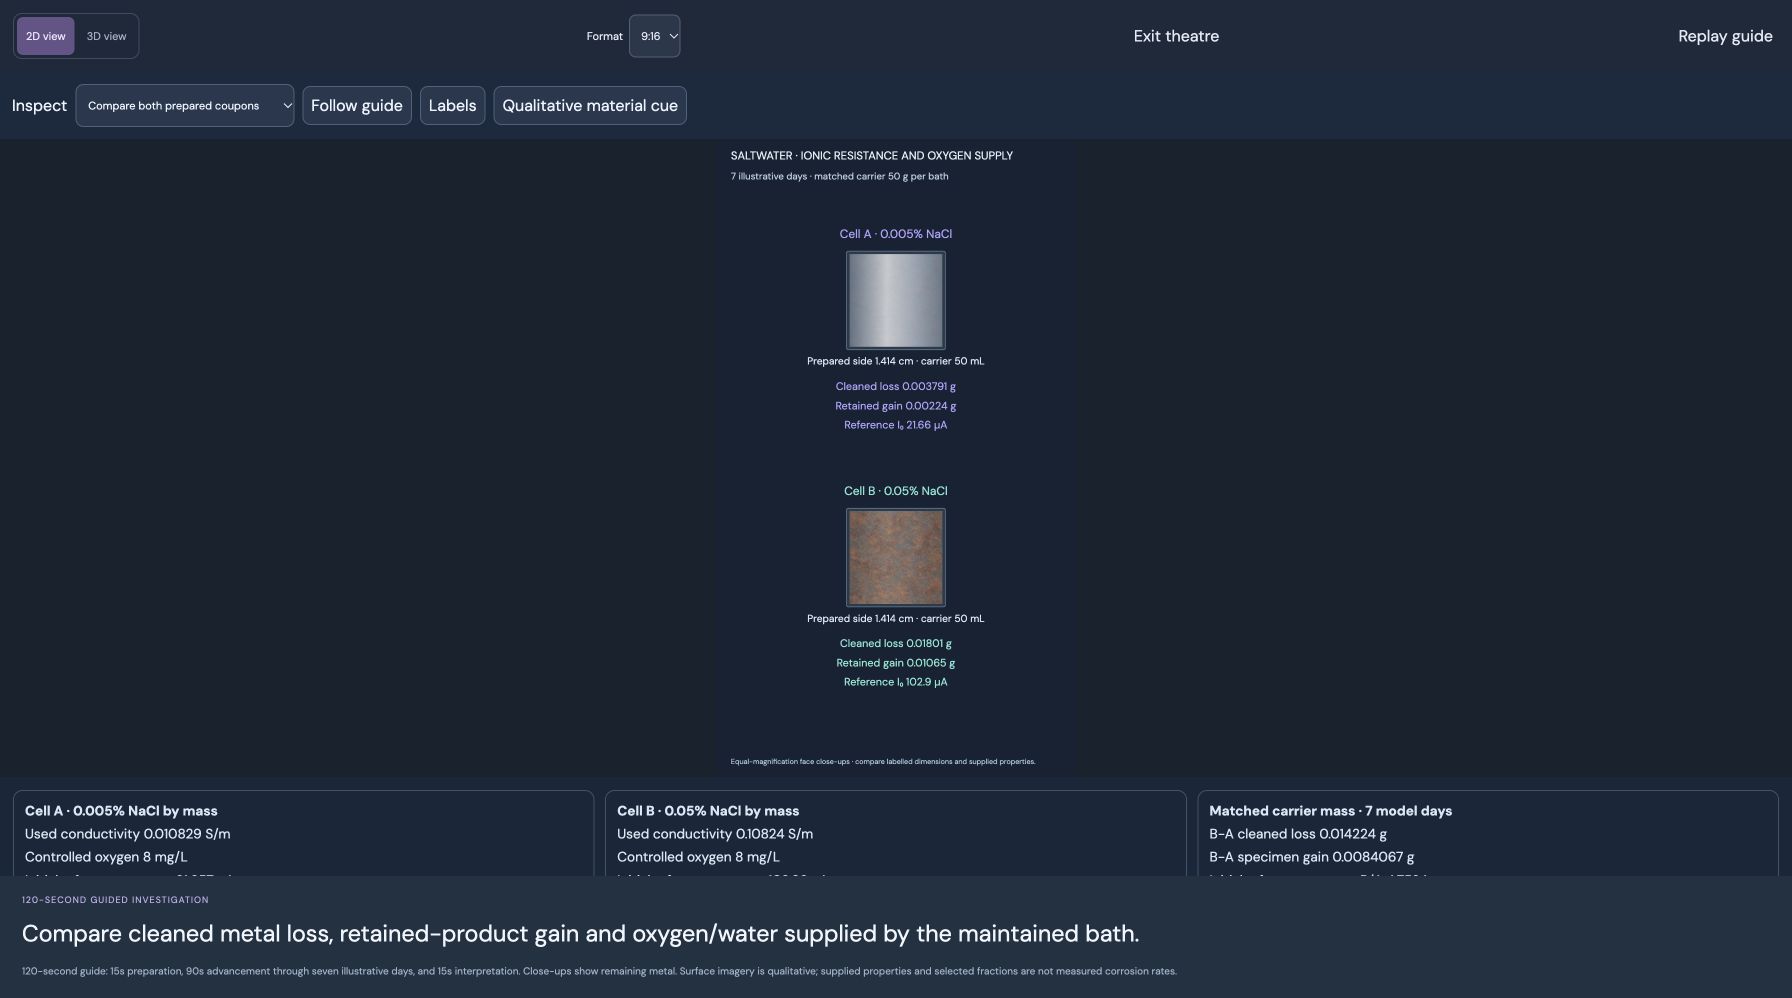 2D view
3D view
Format
9:16
Exit theatre
Replay guide
Inspect
Compare both prepared coupons
Follow guide
Labels
Qualitative material cue
SALTWATER · IONIC RESISTANCE AND OXYGEN SUPPLY
7 illustrative days · matched carrier 50 g per bath
Cell A · 0.005% NaCl
Prepared side 1.414 cm · carrier 50 mL
Cleaned loss 0.003791 g
Retained gain 0.00224 g
Reference I₀ 21.66 µA
Cell B · 0.05% NaCl
Prepared side 1.414 cm · carrier 50 mL
Cleaned loss 0.01801 g
Retained gain 0.01065 g
Reference I₀ 102.9 µA
Equal-magnification face close-ups · compare labelled dimensions and supplied properties.
Cell A · 0.005% NaCl by mass
Used conductivity 0.010829 S/m
Controlled oxygen 8 mg/L
Cell B · 0.05% NaCl by mass
Used conductivity 0.10824 S/m
Controlled oxygen 8 mg/L
Matched carrier mass · 7 model days
B–A cleaned loss 0.014224 g
B–A specimen gain 0.0084067 g
120-SECOND GUIDED INVESTIGATION
Compare cleaned metal loss, retained-product gain and oxygen/water supplied by the maintained bath.
120-second guide: 15s preparation, 90s advancement through seven illustrative days, and 15s interpretation. Close-ups show remaining metal. Surface imagery is qualitative; supplied properties and selected fractions are not measured corrosion rates.